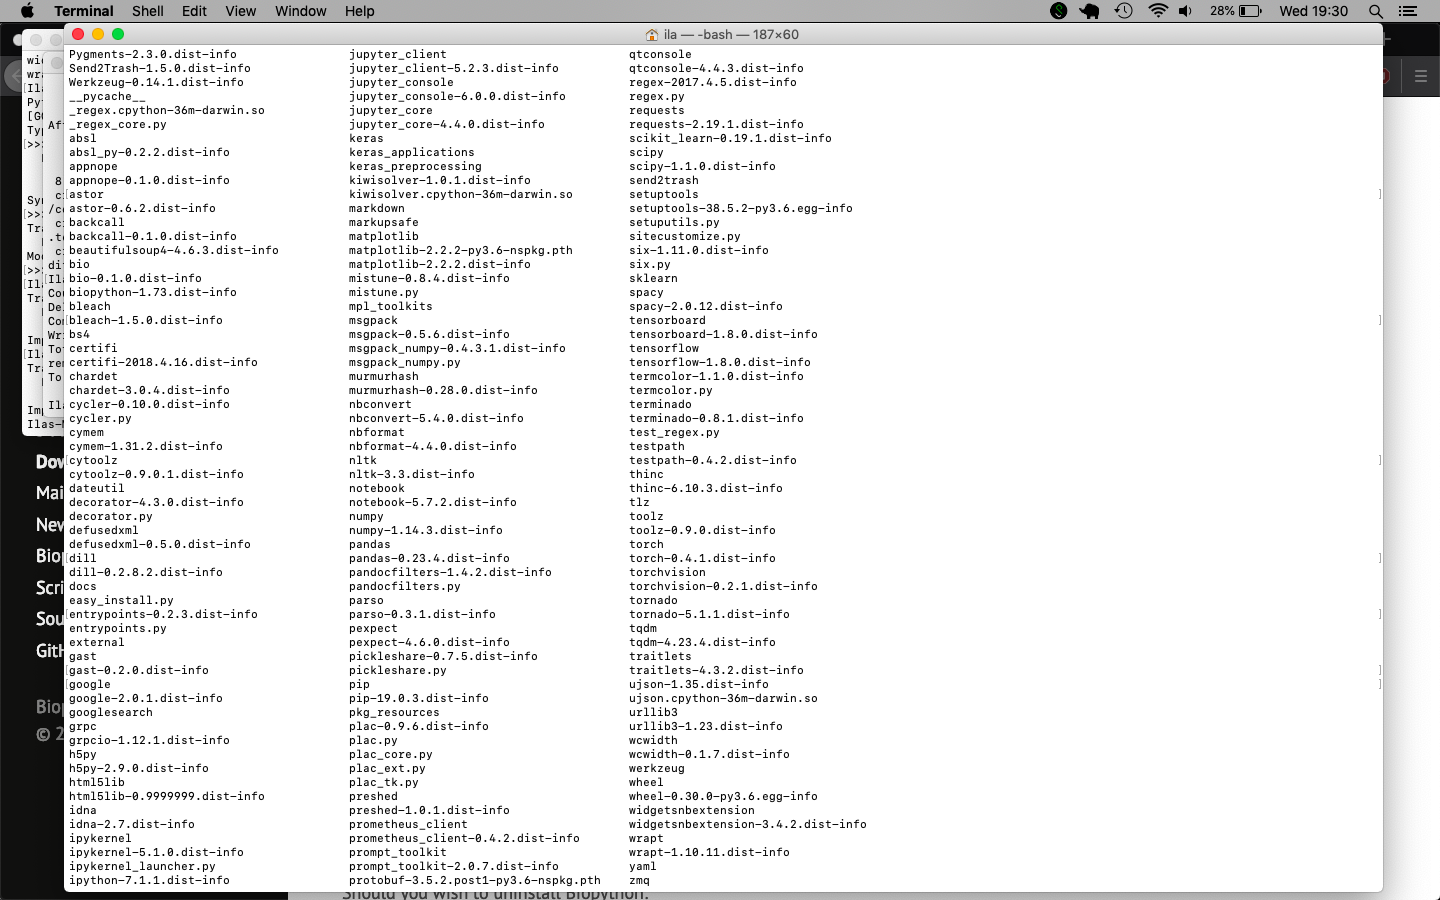 Terminal Shell Edit View Window Help 28% Wed 19:30
ila — -bash — 187×60
Pygments-2.3.0.dist-info jupyter_client qtconsole
Send2Trash-1.5.0.dist-info jupyter_client-5.2.3.dist-info qtconsole-4.4.3.dist-info
Werkzeug-0.14.1.dist-info jupyter_console regex-2017.4.5.dist-info
__pycache__ jupyter_console-6.0.0.dist-info regex.py
_regex.cpython-36m-darwin.so jupyter_core requests
_regex_core.py jupyter_core-4.4.0.dist-info requests-2.19.1.dist-info
absl keras scikit_learn-0.19.1.dist-info
absl_py-0.2.2.dist-info keras_applications scipy
appnope keras_preprocessing scipy-1.1.0.dist-info
appnope-0.1.0.dist-info kiwisolver-1.0.1.dist-info send2trash
astor kiwisolver.cpython-36m-darwin.so setuptools
astor-0.6.2.dist-info markdown setuptools-38.5.2-py3.6.egg-info
backcall markupsafe setuputils.py
backcall-0.1.0.dist-info matplotlib sitecustomize.py
beautifulsoup4-4.6.3.dist-info matplotlib-2.2.2-py3.6-nspkg.pth six-1.11.0.dist-info
bio matplotlib-2.2.2.dist-info six.py
bio-0.1.0.dist-info mistune-0.8.4.dist-info sklearn
biopython-1.73.dist-info mistune.py spacy
bleach mpl_toolkits spacy-2.0.12.dist-info
bleach-1.5.0.dist-info msgpack tensorboard
bs4 msgpack-0.5.6.dist-info tensorboard-1.8.0.dist-info
certifi msgpack_numpy-0.4.3.1.dist-info tensorflow
certifi-2018.4.16.dist-info msgpack_numpy.py tensorflow-1.8.0.dist-info
chardet murmurhash termcolor-1.1.0.dist-info
chardet-3.0.4.dist-info murmurhash-0.28.0.dist-info termcolor.py
cycler-0.10.0.dist-info nbconvert terminado
cycler.py nbconvert-5.4.0.dist-info terminado-0.8.1.dist-info
cymem nbformat test_regex.py
cymem-1.31.2.dist-info nbformat-4.4.0.dist-info testpath
cytoolz nltk testpath-0.4.2.dist-info
cytoolz-0.9.0.1.dist-info nltk-3.3.dist-info thinc
dateutil notebook thinc-6.10.3.dist-info
decorator-4.3.0.dist-info notebook-5.7.2.dist-info tlz
decorator.py numpy toolz
defusedxml numpy-1.14.3.dist-info toolz-0.9.0.dist-info
defusedxml-0.5.0.dist-info pandas torch
dill pandas-0.23.4.dist-info torch-0.4.1.dist-info
dill-0.2.8.2.dist-info pandocfilters-1.4.2.dist-info torchvision
docs pandocfilters.py torchvision-0.2.1.dist-info
easy_install.py parso tornado
entrypoints-0.2.3.dist-info parso-0.3.1.dist-info tornado-5.1.1.dist-info
entrypoints.py pexpect tqdm
external pexpect-4.6.0.dist-info tqdm-4.23.4.dist-info
gast pickleshare-0.7.5.dist-info traitlets
gast-0.2.0.dist-info pickleshare.py traitlets-4.3.2.dist-info
google pip ujson-1.35.dist-info
google-2.0.1.dist-info pip-19.0.3.dist-info ujson.cpython-36m-darwin.so
googlesearch pkg_resources urllib3
grpc plac-0.9.6.dist-info urllib3-1.23.dist-info
grpcio-1.12.1.dist-info plac.py wcwidth
h5py plac_core.py wcwidth-0.1.7.dist-info
h5py-2.9.0.dist-info plac_ext.py werkzeug
html5lib plac_tk.py wheel
html5lib-0.9999999.dist-info preshed wheel-0.30.0-py3.6.egg-info
idna preshed-1.0.1.dist-info widgetsnbextension
idna-2.7.dist-info prometheus_client widgetsnbextension-3.4.2.dist-info
ipykernel prometheus_client-0.4.2.dist-info wrapt
ipykernel-5.1.0.dist-info prompt_toolkit wrapt-1.10.11.dist-info
ipykernel_launcher.py prompt_toolkit-2.0.7.dist-info yaml
ipython-7.1.1.dist-info protobuf-3.5.2.post1-py3.6-nspkg.pth zmq
Should you wish to uninstall Biopython: